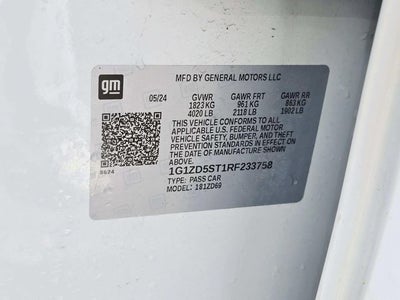 gm
MFD BY GENERAL MOTORS LLC
05/24 GVWR GAWR FRT GAWR RR
1823 KG 961 KG 863 KG
4020 LB 2118 LB 1902 LB
THIS VEHICLE CONFORMS TO ALL
APPLICABLE U.S. FEDERAL MOTOR
VEHICLE SAFETY, BUMPER, AND THEFT
PREVENTION STANDARDS IN EFFECT ON
THE DATE OF MANUFACTURE SHOWN
ABOVE.
S624
1G1ZD5ST1RF233758
TYPE: PASS CAR
MODEL: 181ZD69